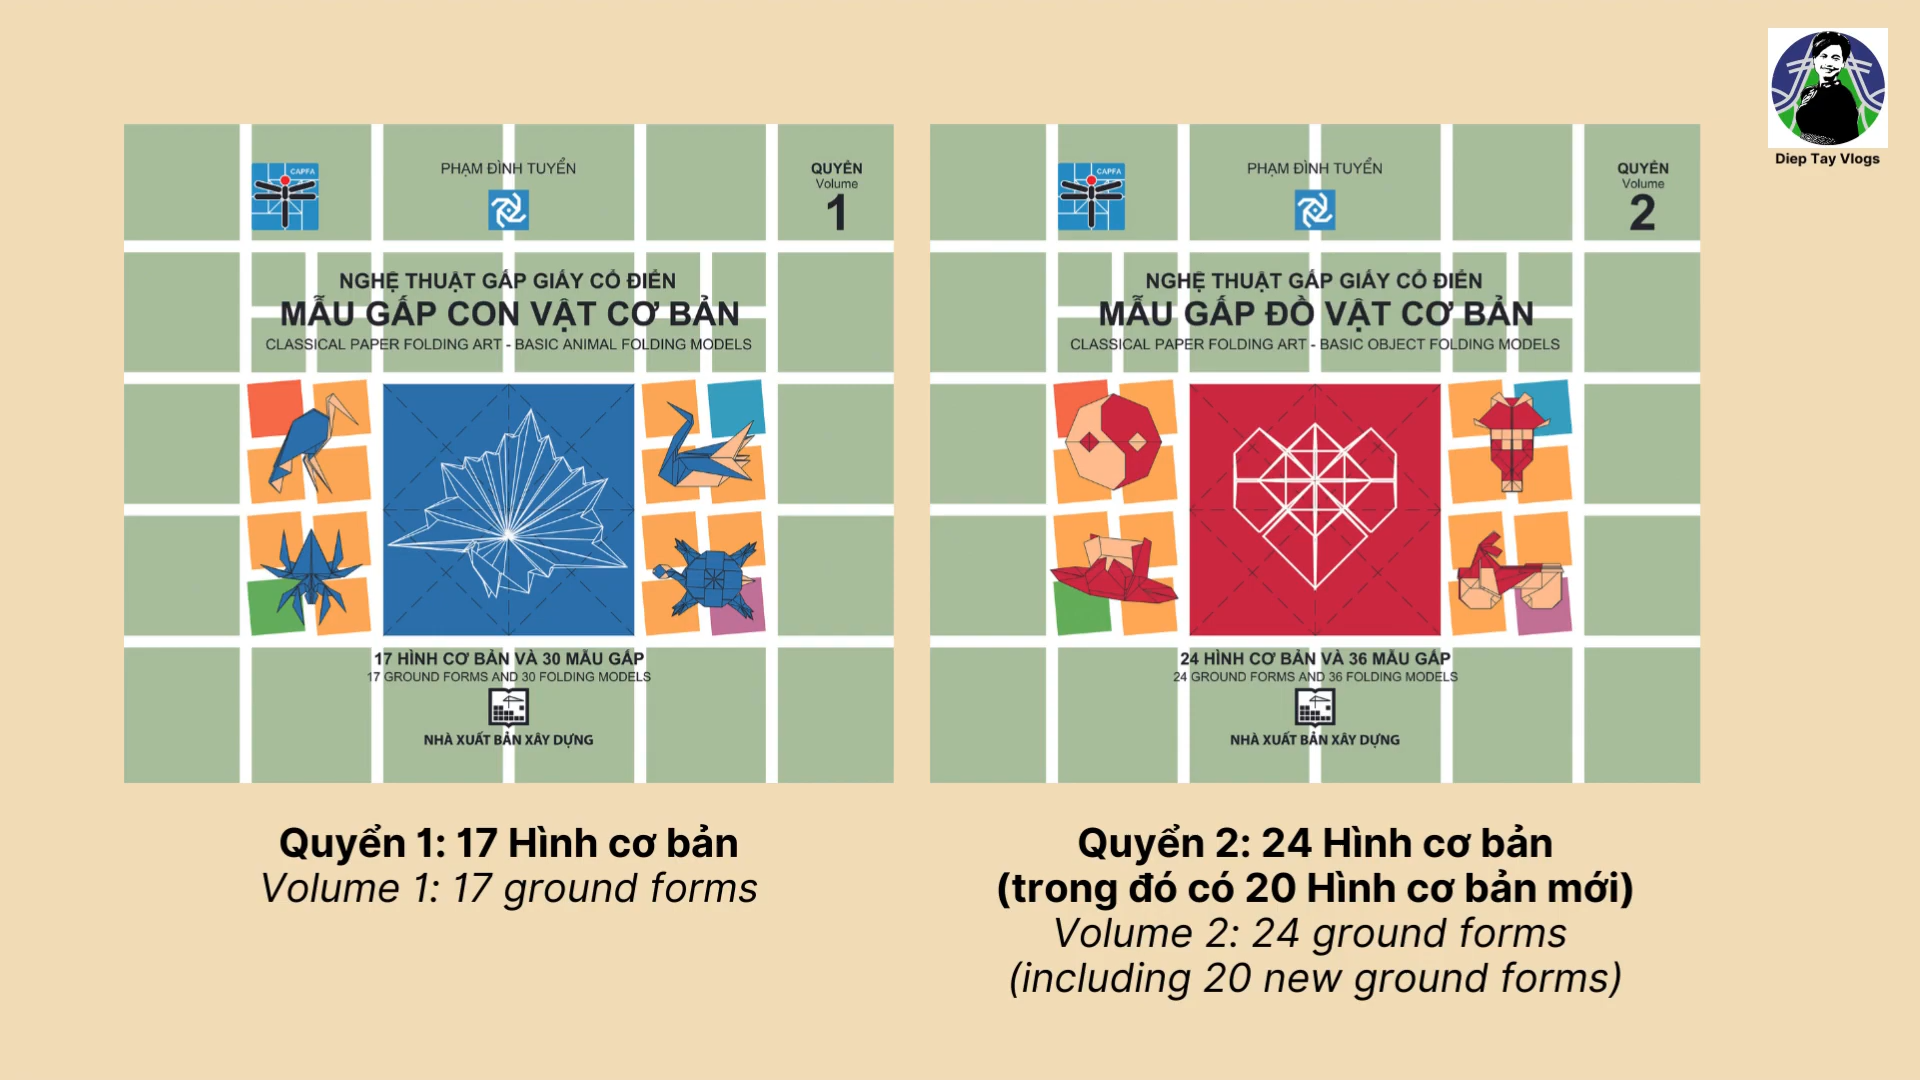 Diep Tay Vlogs
CAPFA
PHẠM ĐÌNH TUYỂN
QUYỂN
Volume
1
NGHỆ THUẬT GẤP GIẤY CỔ ĐIỂN
MẪU GẤP CON VẬT CƠ BẢN
CLASSICAL PAPER FOLDING ART - BASIC ANIMAL FOLDING MODELS
17 HÌNH CƠ BẢN VÀ 30 MẪU GẤP
17 GROUND FORMS AND 30 FOLDING MODELS
NHÀ XUẤT BẢN XÂY DỰNG
Quyển 1: 17 Hình cơ bản
Volume 1: 17 ground forms
CAPFA
PHẠM ĐÌNH TUYỂN
QUYỂN
Volume
2
NGHỆ THUẬT GẤP GIẤY CỔ ĐIỂN
MẪU GẤP ĐỒ VẬT CƠ BẢN
CLASSICAL PAPER FOLDING ART - BASIC OBJECT FOLDING MODELS
24 HÌNH CƠ BẢN VÀ 36 MẪU GẤP
24 GROUND FORMS AND 36 FOLDING MODELS
NHÀ XUẤT BẢN XÂY DỰNG
Quyển 2: 24 Hình cơ bản
(trong đó có 20 Hình cơ bản mới)
Volume 2: 24 ground forms
(including 20 new ground forms)